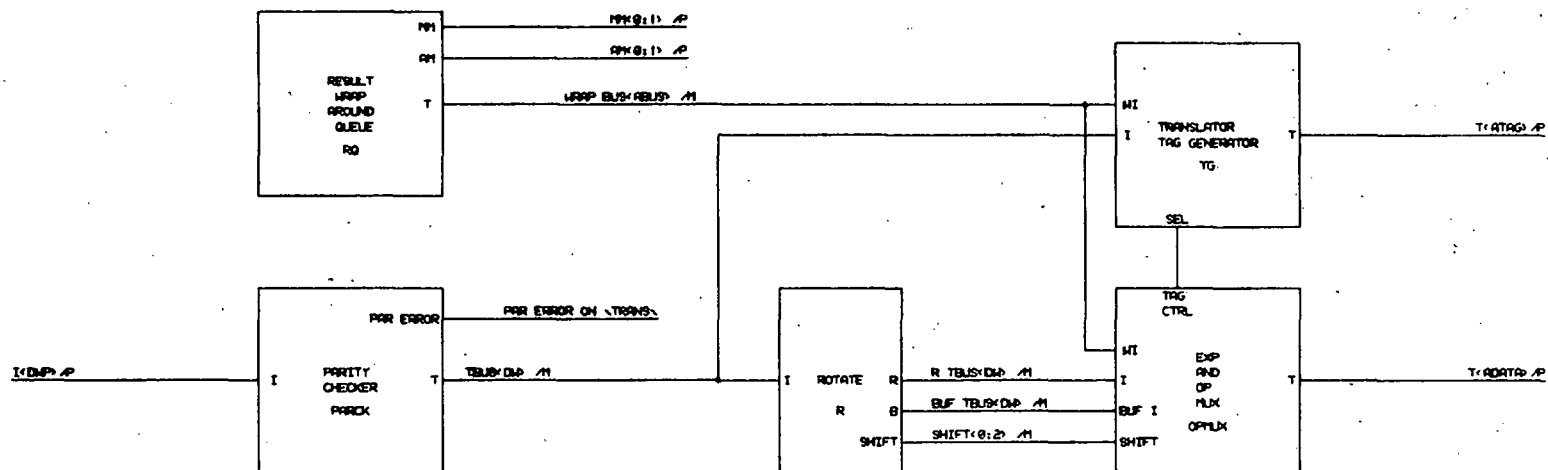 MM MM<0:1> /P
AM AM<0:1> /P
RESULT
WRAP
AROUND
QUEUE
RQ
T WRAP BUS<ABUS> /M
WI
I
TRANSLATOR
TAG GENERATOR
TG
T T<ATAG> /P
SEL
PAR ERROR PAR ERROR ON \TRANS\
I<DWP> /P
I
PARITY
CHECKER
PARCK
T TBUS<DW> /M
I
ROTATE
R
R R TBUS<DW> /M
B BUF TBUS<DW> /M
SHIFT SHIFT<0:2> /M
TAG
CTRL
WI
I
BUF I
SHIFT
EXP
AND
OP
MUX
OPMUX
T T<ADATA> /P